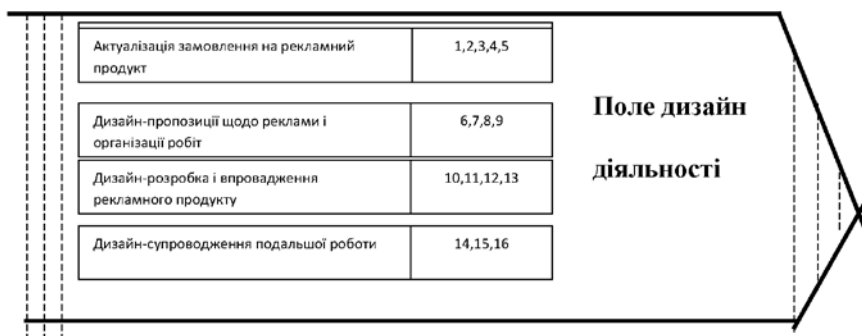 Актуалізація замовлення на рекламний
продукт
1,2,3,4,5
Дизайн-пропозиції щодо реклами і
організації робіт
6,7,8,9
Дизайн-розробка і впровадження
рекламного продукту
10,11,12,13
Дизайн-супроводження подальшої роботи
14,15,16
Поле дизайн
діяльності